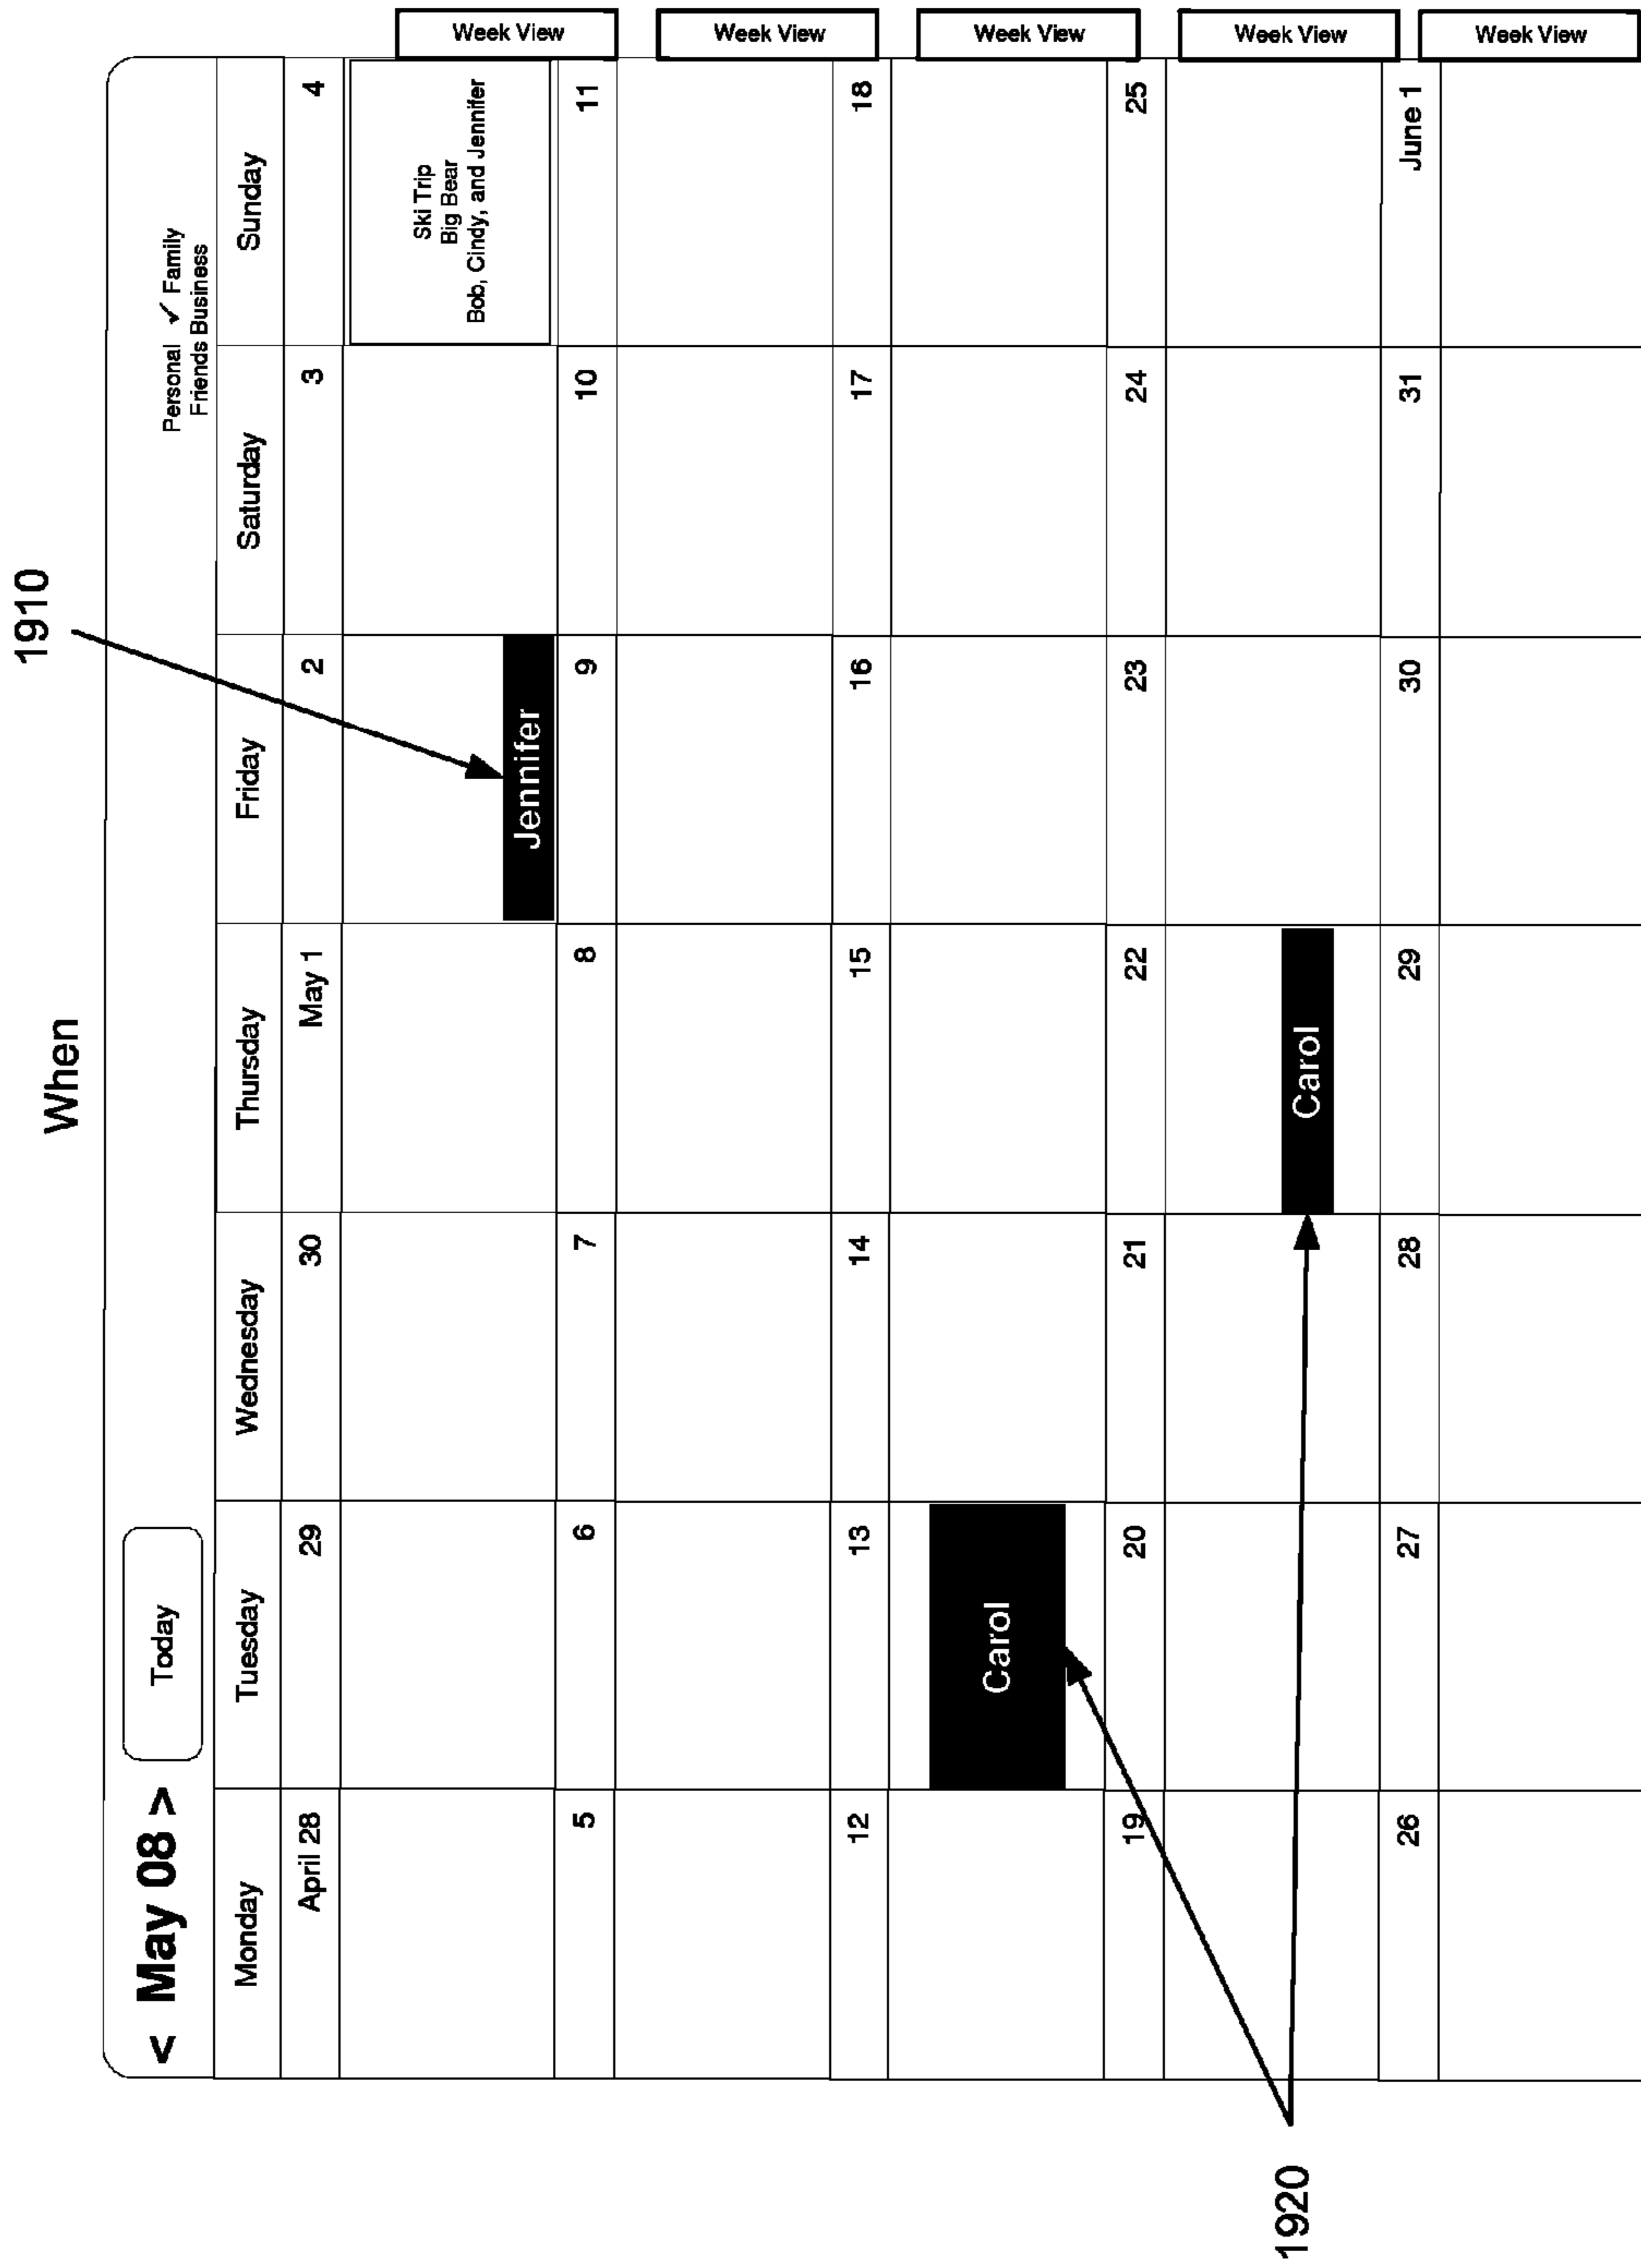 When
1910
< May 08 >
Today
Personal ✓ Family
Friends Business
Monday Tuesday Wednesday Thursday Friday Saturday Sunday
April 28 29 30 May 1 2 3 4
Ski Trip
Big Bear
Bob, Cindy, and Jennifer
Jennifer
Week View
5 6 7 8 9 10 11
Week View
12 13 14 15 16 17 18
Carol
Week View
19 20 21 22 23 24 25
Carol
Week View
26 27 28 29 30 31 June 1
Week View
1920